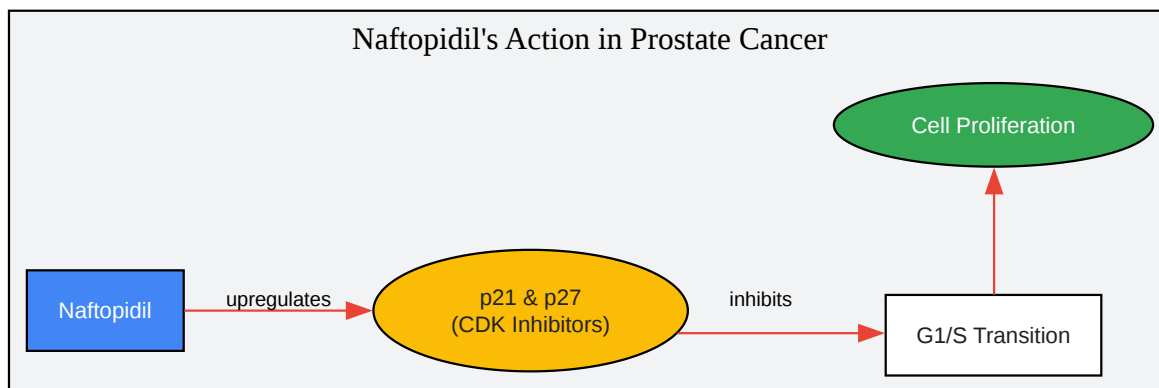 Naftopidil's Action in Prostate Cancer
Cell Proliferation
Naftopidil
upregulates
p21 & p27
(CDK Inhibitors)
inhibits
G1/S Transition